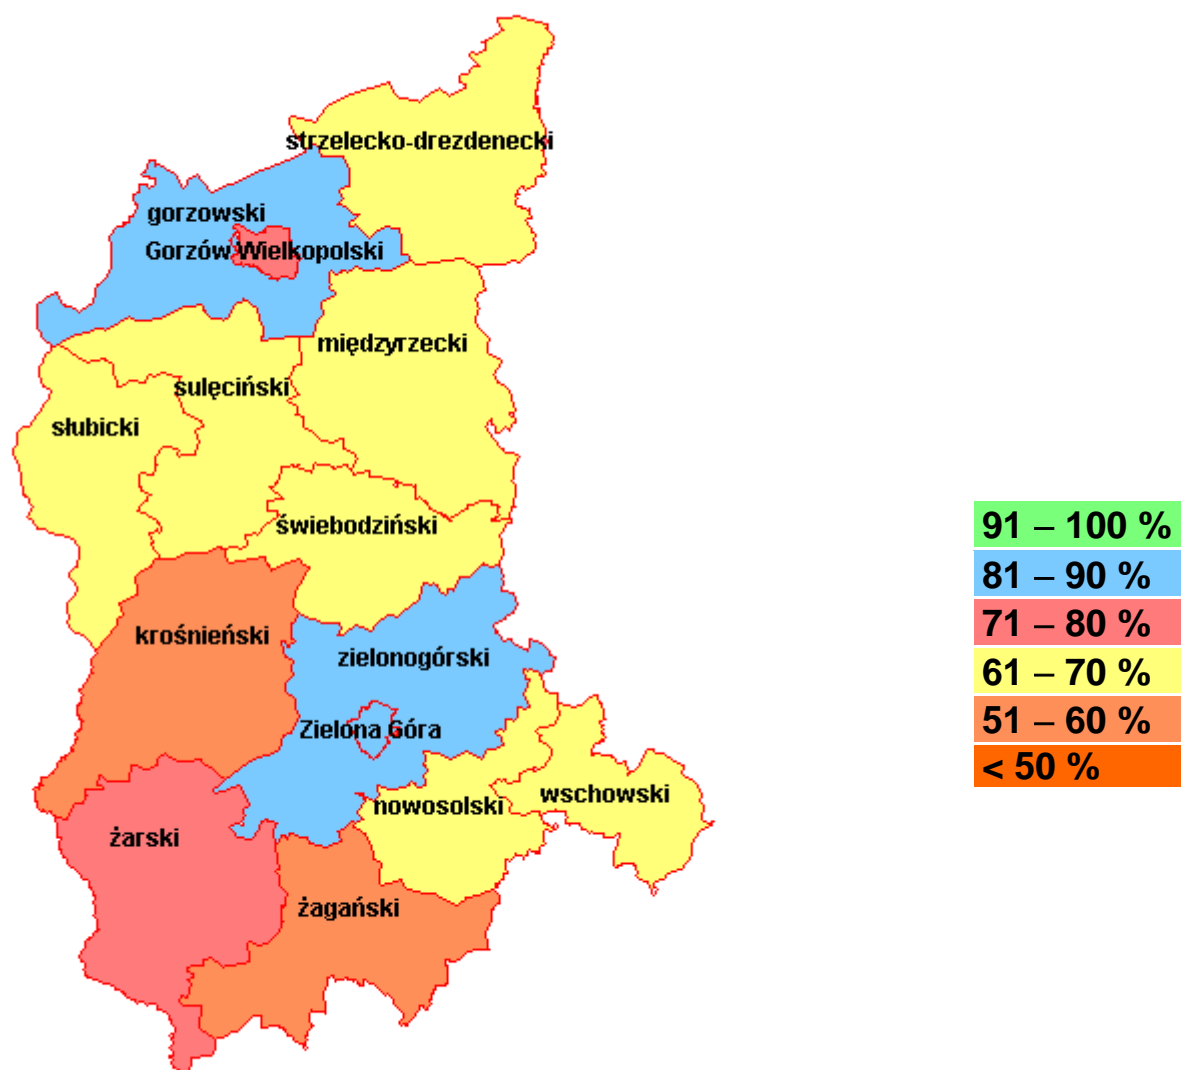 strzelecko-drezdenecki
gorzowski
Gorzów Wielkopolski
międzyrzecki
sulęciński
słubicki
świebodziński
krośnieński
zielonogórski
Zielona Góra
nowosolski
wschowski
żarski
żagański
91 – 100 %
81 – 90 %
71 – 80 %
61 – 70 %
51 – 60 %
< 50 %